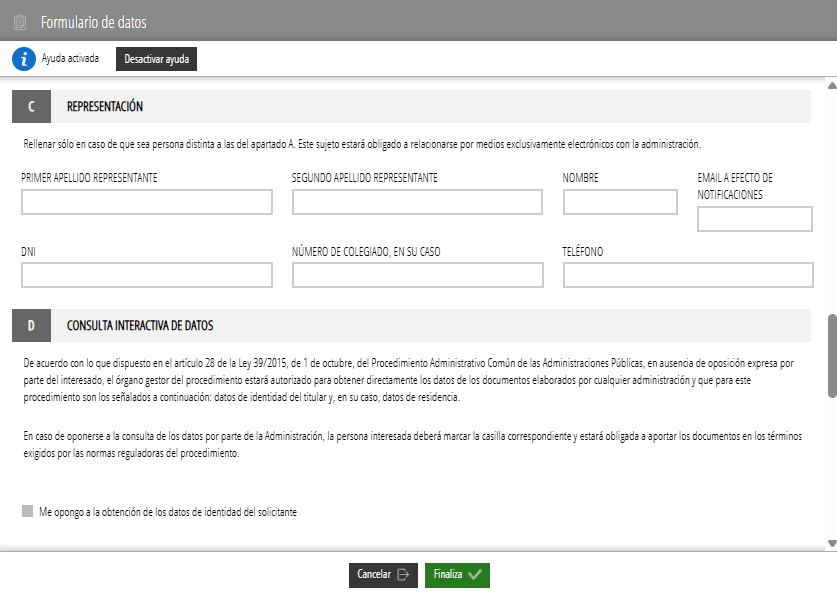 Formulario de datos
Ayuda activada
Desactivar ayuda
C REPRESENTACIÓN
Rellenar sólo en caso de que sea persona distinta a las del apartado A. Este sujeto estará obligado a relacionarse por medios exclusivamente electrónicos con la administración.
PRIMER APELLIDO REPRESENTANTE
SEGUNDO APELLIDO REPRESENTANTE
NOMBRE
EMAIL A EFECTO DE
NOTIFICACIONES
DNI
NÚMERO DE COLEGIADO, EN SU CASO
TELÉFONO
D CONSULTA INTERACTIVA DE DATOS
De acuerdo con lo que dispuesto en el artículo 28 de la Ley 39/2015, de 1 de octubre, del Procedimiento Administrativo Común de las Administraciones Públicas, en ausencia de oposición expresa por
parte del interesado, el órgano gestor del procedimiento estará autorizado para obtener directamente los datos de los documentos elaborados por cualquier administración y que para este
procedimiento son los señalados a continuación: datos de identidad del titular y, en su caso, datos de residencia.
En caso de oponerse a la consulta de los datos por parte de la Administración, la persona interesada deberá marcar la casilla correspondiente y estará obligada a aportar los documentos en los términos
exigidos por las normas reguladoras del procedimiento.
Me opongo a la obtención de los datos de identidad del solicitante
Cancelar
Finaliza